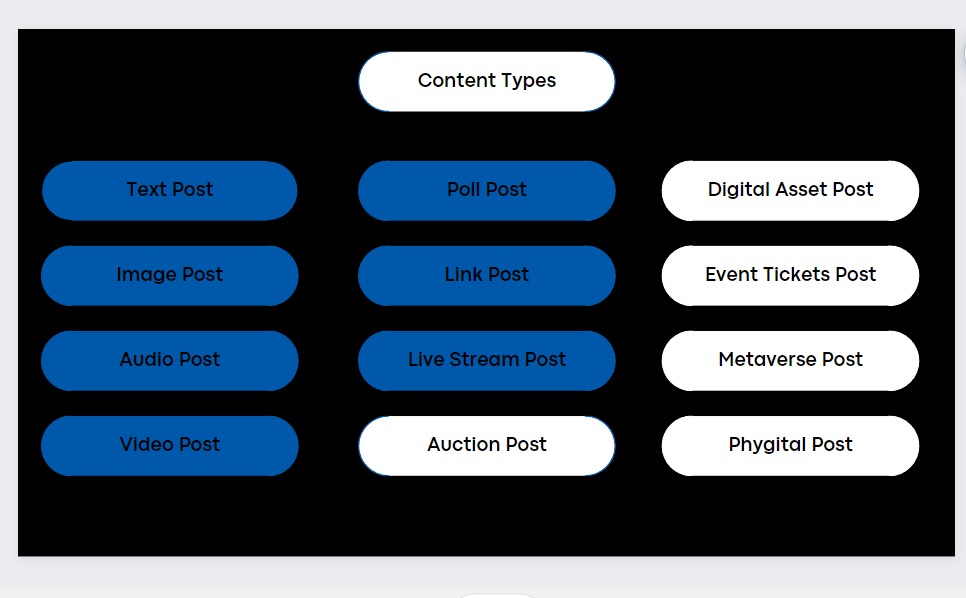 Content Types
Text Post
Poll Post
Digital Asset Post
Image Post
Link Post
Event Tickets Post
Audio Post
Live Stream Post
Metaverse Post
Video Post
Auction Post
Phygital Post